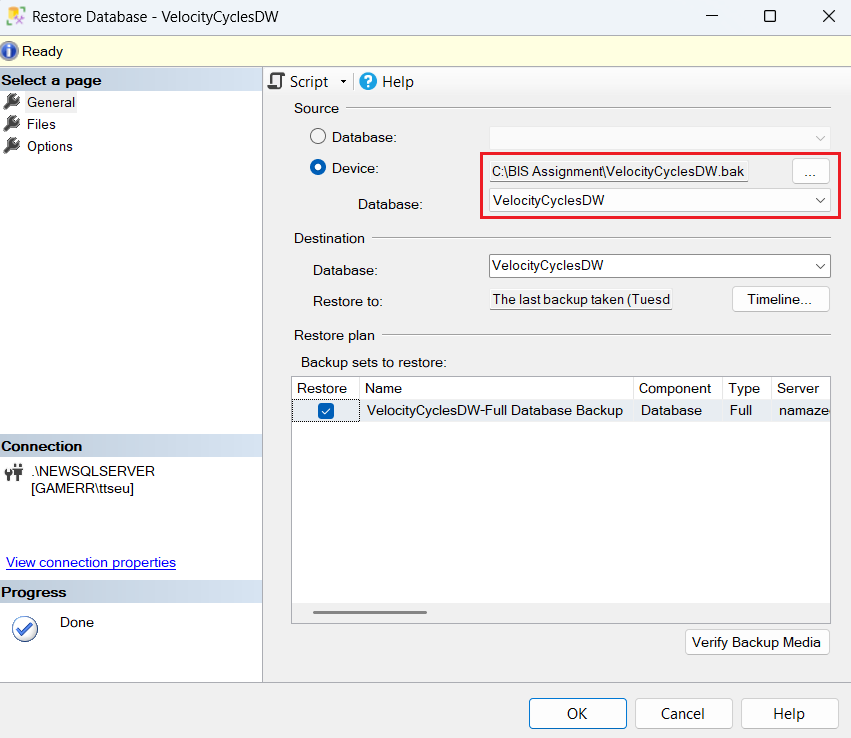 Restore Database - VelocityCyclesDW
Ready
Select a page
General
Files
Options
Script
Help
Source
Database:
Device:
C:\BIS Assignment\VelocityCyclesDW.bak
...
Database:
VelocityCyclesDW
Destination
Database:
VelocityCyclesDW
Restore to:
The last backup taken (Tuesd
Timeline...
Restore plan
Backup sets to restore:
Restore Name Component Type Server
VelocityCyclesDW-Full Database Backup Database Full namaze
Verify Backup Media
Connection
.\NEWSQLSERVER
[GAMERR\ttseu]
View connection properties
Progress
Done
OK Cancel Help